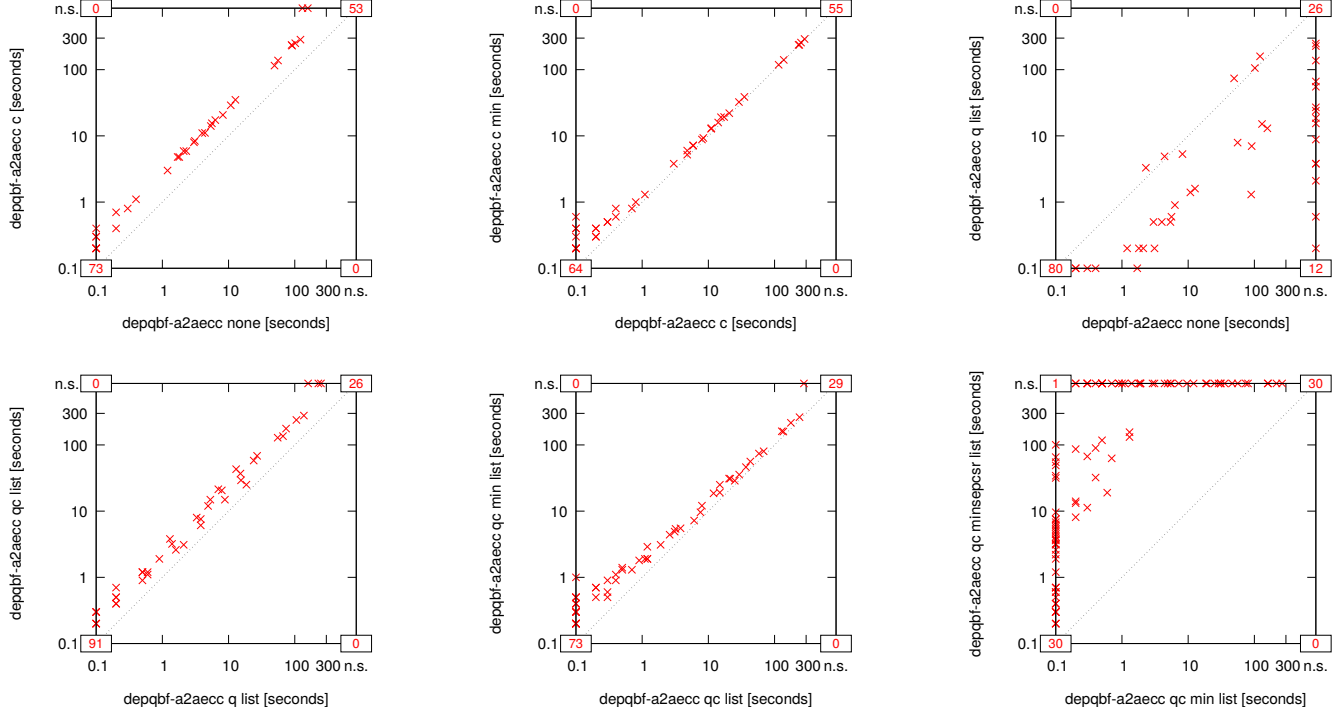 n.s. 0 53
300
100
10
1
0.1 73 0
0.1 1 10 100 300 n.s.
depqbf-a2aecc c [seconds]
depqbf-a2aecc none [seconds]
n.s. 0 55
300
100
10
1
0.1 64 0
0.1 1 10 100 300 n.s.
depqbf-a2aecc c min [seconds]
depqbf-a2aecc c [seconds]
n.s. 0 26
300
100
10
1
0.1 80 12
0.1 1 10 100 300 n.s.
depqbf-a2aecc q list [seconds]
depqbf-a2aecc none [seconds]
n.s. 0 26
300
100
10
1
0.1 91 0
0.1 1 10 100 300 n.s.
depqbf-a2aecc qc list [seconds]
depqbf-a2aecc q list [seconds]
n.s. 0 29
300
100
10
1
0.1 73 0
0.1 1 10 100 300 n.s.
depqbf-a2aecc qc min list [seconds]
depqbf-a2aecc qc list [seconds]
n.s. 1 30
300
100
10
1
0.1 30 0
0.1 1 10 100 300 n.s.
depqbf-a2aecc qc minsepcsr list [seconds]
depqbf-a2aecc qc min list [seconds]